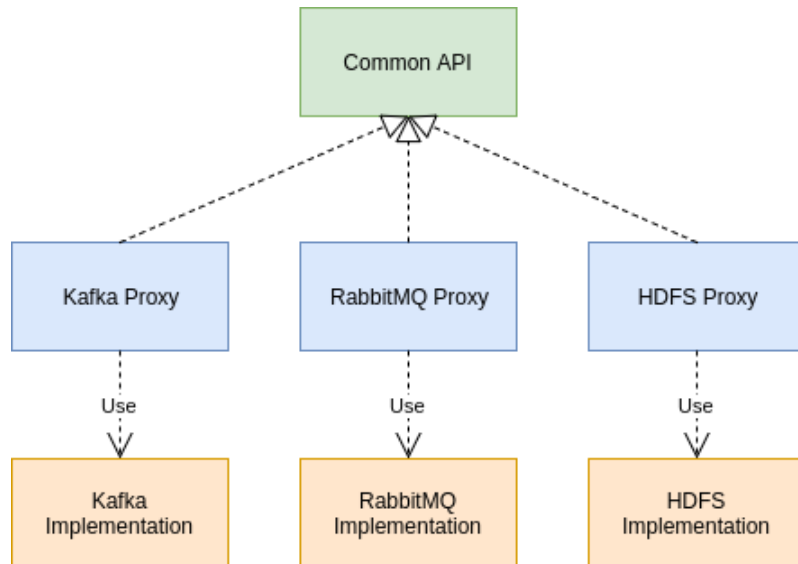 Common API
Kafka Proxy
RabbitMQ Proxy
HDFS Proxy
Use
Use
Use
Kafka
Implementation
RabbitMQ
Implementation
HDFS
Implementation